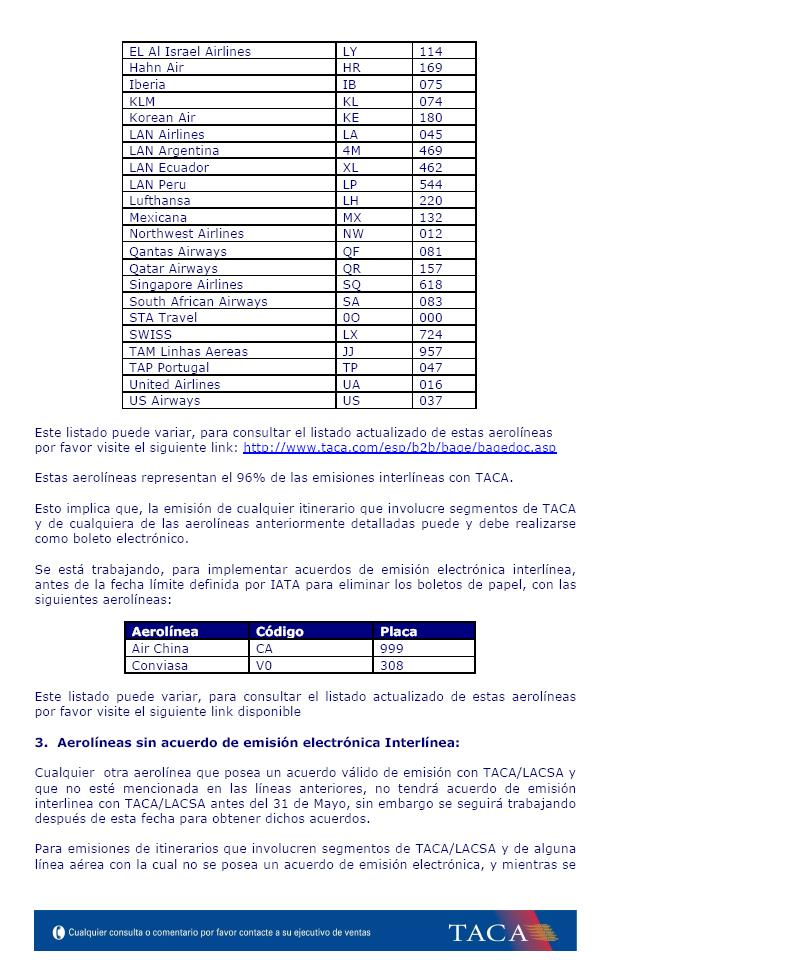 EL Al Israel Airlines LY 114
Hahn Air HR 169
Iberia IB 075
KLM KL 074
Korean Air KE 180
LAN Airlines LA 045
LAN Argentina 4M 469
LAN Ecuador XL 462
LAN Peru LP 544
Lufthansa LH 220
Mexicana MX 132
Northwest Airlines NW 012
Qantas Airways QF 081
Qatar Airways QR 157
Singapore Airlines SQ 618
South African Airways SA 083
STA Travel 0O 000
SWISS LX 724
TAM Linhas Aereas JJ 957
TAP Portugal TP 047
United Airlines UA 016
US Airways US 037
Este listado puede variar, para consultar el listado actualizado de estas aerolíneas
por favor visite el siguiente link: http://www.taca.com/esp/b2b/bage/bagedoc.asp
Estas aerolíneas representan el 96% de las emisiones interlíneas con TACA.
Esto implica que, la emisión de cualquier itinerario que involucre segmentos de TACA
y de cualquiera de las aerolíneas anteriormente detalladas puede y debe realizarse
como boleto electrónico.
Se está trabajando, para implementar acuerdos de emisión electrónica interlínea,
antes de la fecha límite definida por IATA para eliminar los boletos de papel, con las
siguientes aerolíneas:
Aerolínea Código Placa
Air China CA 999
Conviasa V0 308
Este listado puede variar, para consultar el listado actualizado de estas aerolíneas
por favor visite el siguiente link disponible
3. Aerolíneas sin acuerdo de emisión electrónica Interlínea:
Cualquier otra aerolínea que posea un acuerdo válido de emisión con TACA/LACSA y
que no esté mencionada en las líneas anteriores, no tendrá acuerdo de emisión
interlinea con TACA/LACSA antes del 31 de Mayo, sin embargo se seguirá trabajando
después de esta fecha para obtener dichos acuerdos.
Para emisiones de itinerarios que involucren segmentos de TACA/LACSA y de alguna
línea aérea con la cual no se posea un acuerdo de emisión electrónica, y mientras se
Cualquier consulta o comentario por favor contacte a su ejecutivo de ventas
TACA